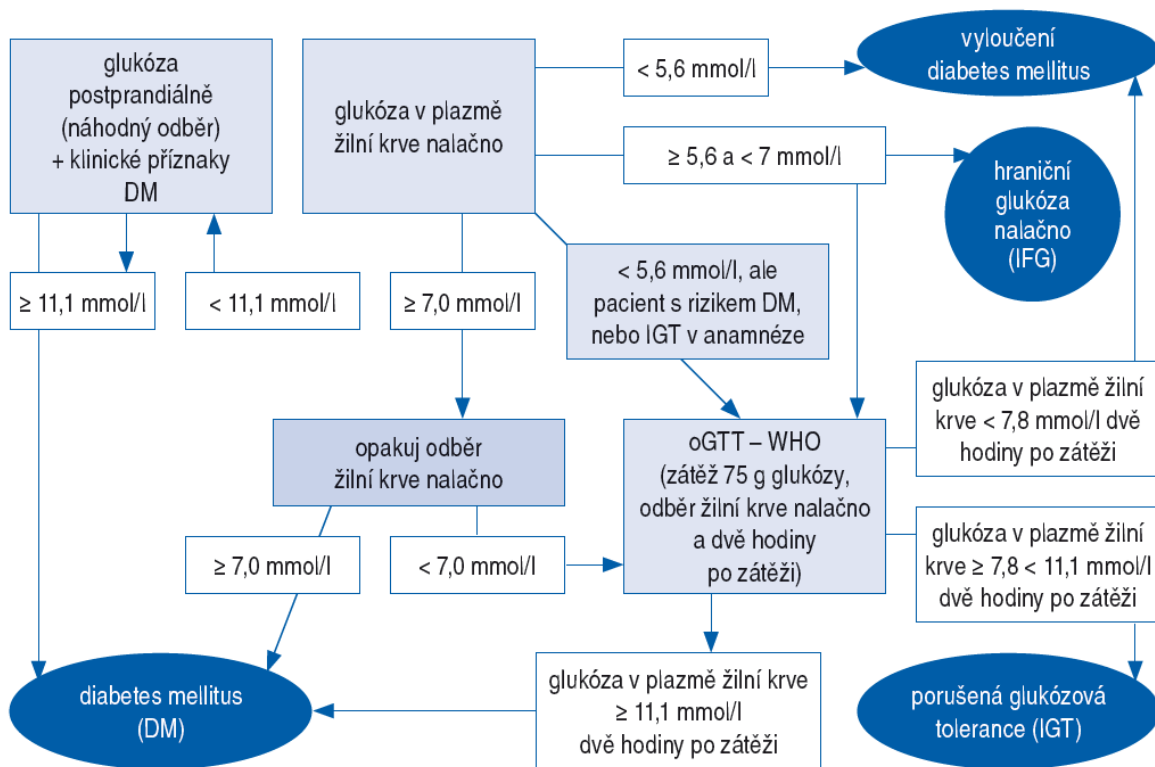 glukóza
postprandiálně
(náhodný odběr)
+ klinické příznaky
DM
glukóza v plazmě
žilní krve nalačno
< 5,6 mmol/l
vyloučení
diabetes mellitus
≥ 5,6 a < 7 mmol/l
hraniční
glukóza
nalačno
(IFG)
≥ 11,1 mmol/l
< 11,1 mmol/l
≥ 7,0 mmol/l
< 5,6 mmol/l, ale
pacient s rizikem DM,
nebo IGT v anamnéze
glukóza v plazmě žilní
krve < 7,8 mmol/l dvě
hodiny po zátěži
opakuj odběr
žilní krve nalačno
oGTT – WHO
(zátěž 75 g glukózy,
odběr žilní krve nalačno
a dvě hodiny
po zátěži)
≥ 7,0 mmol/l
< 7,0 mmol/l
glukóza v plazmě žilní
krve ≥ 7,8 < 11,1 mmol/l
dvě hodiny po zátěži
diabetes mellitus
(DM)
glukóza v plazmě žilní krve
≥ 11,1 mmol/l
dvě hodiny po zátěži
porušená glukózová
tolerance (IGT)